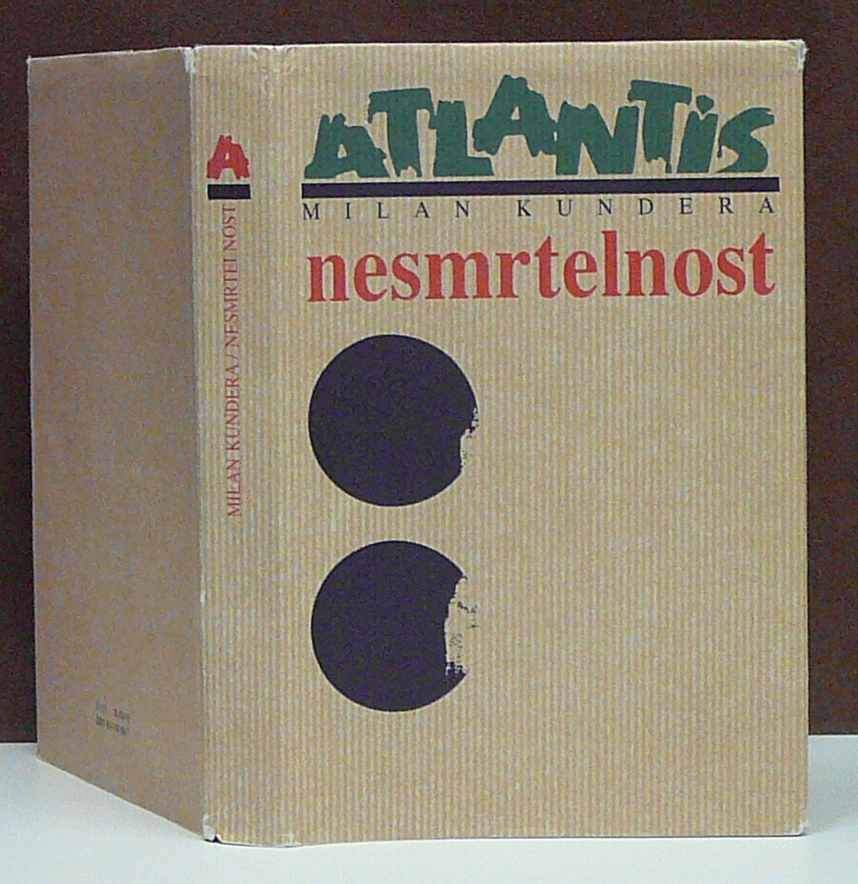 ATLANTiS
MILAN KUNDERA
nesmrtelnost
A
MILAN KUNDERA / NESMRTELNOST